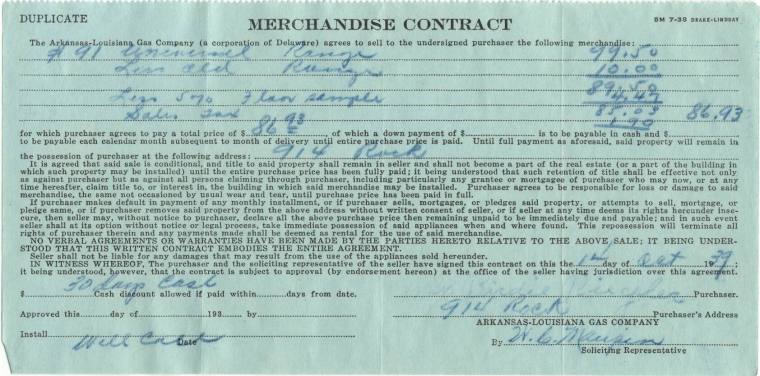 DUPLICATE
MERCHANDISE CONTRACT
BM 7-38 DRAKE-LINDSAY
The Arkansas-Louisiana Gas Company (a corporation of Delaware) agrees to sell to the undersigned purchaser the following merchandise:
#91 Universal Range 99.50
Less Old Range 10.00
89.50
Less 5% Floor sample 4.47
85.03
Sales Tax 1.90 86.93
for which purchaser agrees to pay a total price of $ 86.93, of which a down payment of $ is to be payable in cash and $
to be payable each calendar month subsequent to month of delivery until entire purchase price is paid. Until full payment as aforesaid, said property will remain in
the possession of purchaser at the following address: 914 Rock
It is agreed that said sale is conditional, and title to said property shall remain in seller and shall not become a part of the real estate (or a part of the building in
which such property may be installed) until the entire purchase price has been fully paid; it being understood that such retention of title shall be effective not only
as against purchaser but as against all persons claiming through purchaser, including particularly any grantee or mortgagee of purchaser who may now, or at any
time hereafter, claim title to, or interest in, the building in which said merchandise may be installed. Purchaser agrees to be responsible for loss or damage to said
merchandise, the same not occasioned by usual wear and tear, until purchase price has been paid in full.
If purchaser makes default in payment of any monthly installment, or if purchaser sells, mortgages, or pledges said property, or attempts to sell, mortgage, or
pledge same, or if purchaser removes said property from the above address without written consent of seller, or if seller at any time deems its rights hereunder inse-
cure, then seller may, without notice to purchaser, declare all the above purchase price then remaining unpaid to be immediately due and payable; and in such event
seller shall at its option without notice or legal process, take immediate possession of said appliances when and where found. This repossession will terminate all
rights of purchaser therein and any payments made shall be deemed as rental for the use of said merchandise.
NO VERBAL AGREEMENTS OR WARRANTIES HAVE BEEN MADE BY THE PARTIES HERETO RELATIVE TO THE ABOVE SALE; IT BEING UNDER-
STOOD THAT THIS WRITTEN CONTRACT EMBODIES THE ENTIRE AGREEMENT.
Seller shall not be liable for any damages that may result from the use of the appliances sold hereunder.
IN WITNESS WHEREOF, The purchaser and the soliciting representative of the seller have signed this contract on this the day of Oct 1939,
it being understood, however, that the contract is subject to approval (by endorsement hereon) at the office of the seller having jurisdiction over this agreement.
30 days Cash
$ Cash discount allowed if paid within days from date.
Purchaser.
914 Rock
Purchaser's Address
Approved this day of 193 by
ARKANSAS-LOUISIANA GAS COMPANY
Install Will Call
Date
By H. C.
Soliciting Representative